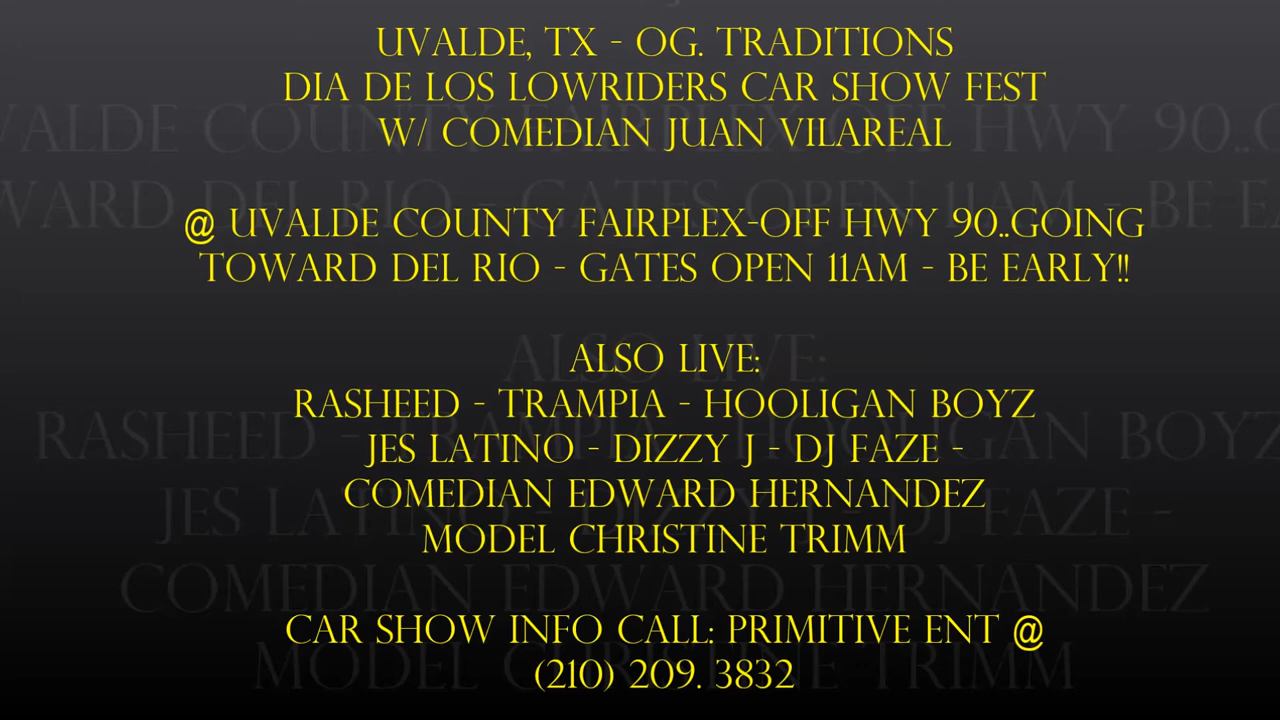 UVALDE, TX - OG. TRADITIONS
DIA DE LOS LOWRIDERS CAR SHOW FEST
W/ COMEDIAN JUAN VILAREAL
@ UVALDE COUNTY FAIRPLEX-OFF HWY 90..GOING
TOWARD DEL RIO - GATES OPEN 11AM - BE EARLY!!
ALSO LIVE:
RASHEED - TRAMPIA - HOOLIGAN BOYZ
JES LATINO - DIZZY J - DJ FAZE -
COMEDIAN EDWARD HERNANDEZ
MODEL CHRISTINE TRIMM
CAR SHOW INFO CALL: PRIMITIVE ENT @
(210) 209. 3832